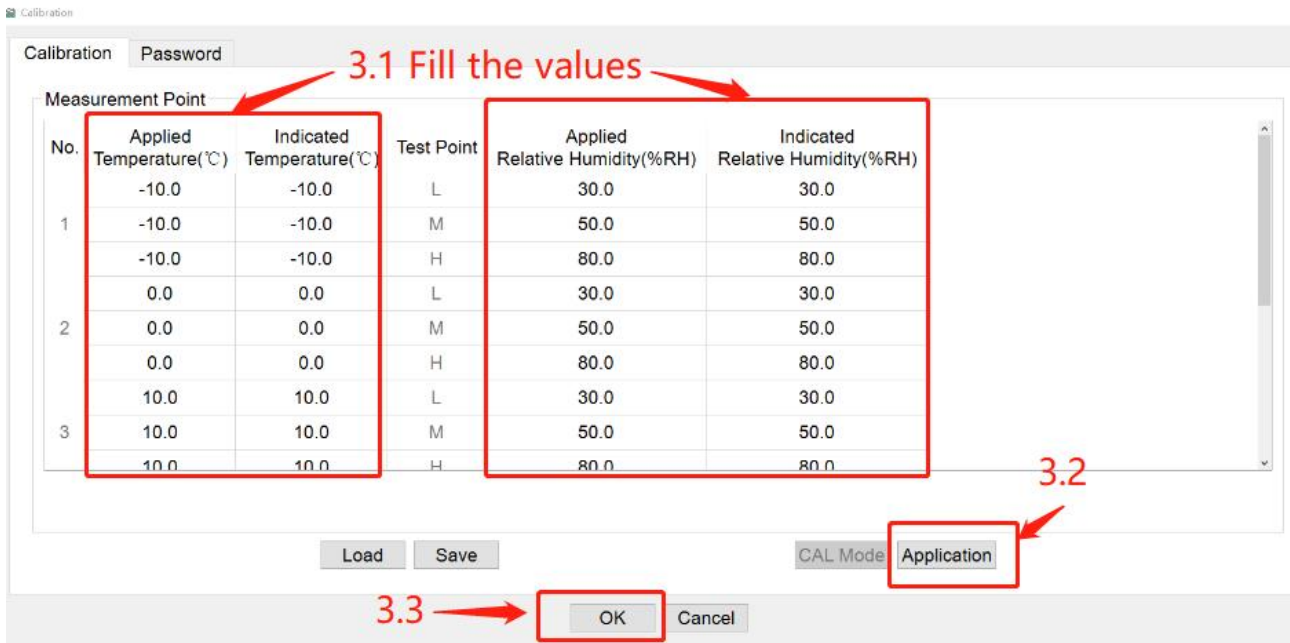 Calibration
Calibration Password
3.1 Fill the values
Measurement Point
No. Applied Temperature(℃) Indicated Temperature(℃) Test Point Applied Relative Humidity(%RH) Indicated Relative Humidity(%RH)
-10.0 -10.0 L 30.0 30.0
1 -10.0 -10.0 M 50.0 50.0
-10.0 -10.0 H 80.0 80.0
0.0 0.0 L 30.0 30.0
2 0.0 0.0 M 50.0 50.0
0.0 0.0 H 80.0 80.0
10.0 10.0 L 30.0 30.0
3 10.0 10.0 M 50.0 50.0
10.0 10.0 H 80.0 80.0
3.2
Load Save CAL Mode Application
3.3 OK Cancel